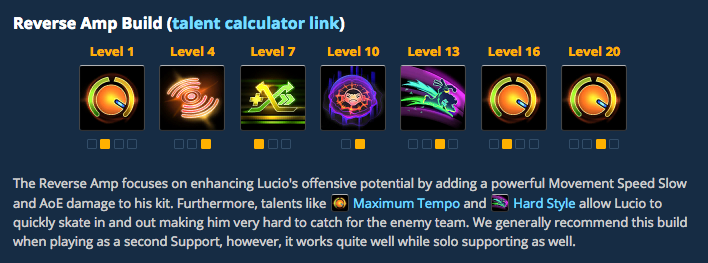 Reverse Amp Build (talent calculator link)
Level 1 Level 4 Level 7 Level 10 Level 13 Level 16 Level 20
The Reverse Amp focuses on enhancing Lucio's offensive potential by adding a powerful Movement Speed Slow
and AoE damage to his kit. Furthermore, talents like Maximum Tempo and Hard Style allow Lucio to
quickly skate in and out making him very hard to catch for the enemy team. We generally recommend this build
when playing as a second Support, however, it works quite well while solo supporting as well.